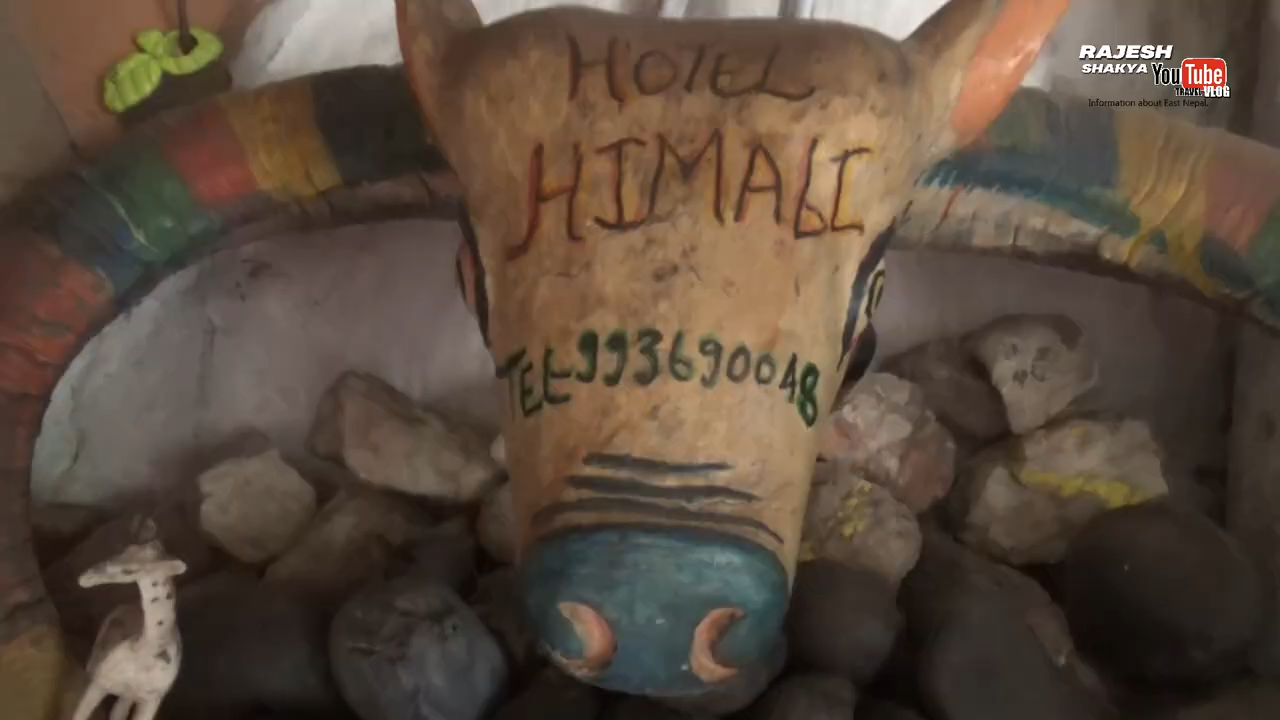 HOTEL
HIMALI
TEL-993690048
RAJESH
SHAKYA YouTube
TRAVEL VLOG
Information about East Nepal.